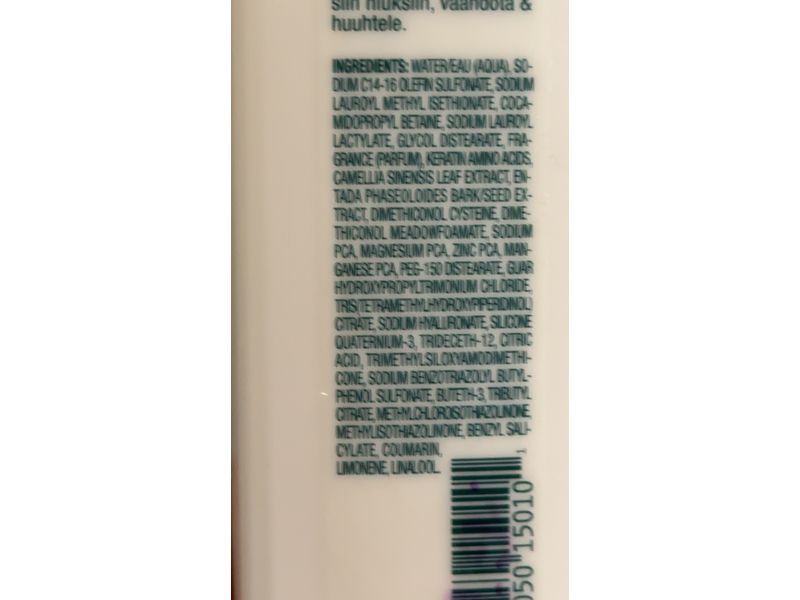 siin hiuksiin, vaahdota &
huuhtele.
INGREDIENTS: WATER/EAU (AQUA), SO-
DIUM C14-16 OLEFIN SULFONATE, SODIUM
LAUROYL METHYL ISETHIONATE, COCA-
MIDOPROPYL BETAINE, SODIUM LAUROYL
LACTYLATE, GLYCOL DISTEARATE, FRA-
GRANCE (PARFUM), KERATIN AMINO ACIDS,
CAMELLIA SINENSIS LEAF EXTRACT, EN-
TADA PHASEOLOIDES BARK/SEED EX-
TRACT, DIMETHICONOL CYSTEINE, DIME-
THICONOL MEADOWFOAMATE, SODIUM
PCA, MAGNESIUM PCA, ZINC PCA, MAN-
GANESE PCA, PEG-150 DISTEARATE, GUAR
HYDROXYPROPYLTRIMONIUM CHLORIDE,
TRIS(TETRAMETHYLHYDROXYPIPERIDINOL)
CITRATE, SODIUM HYALURONATE, SILICONE
QUATERNIUM-3, TRIDECETH-12, CITRIC
ACID, TRIMETHYLSILOXYAMODIMETHI-
CONE, SODIUM BENZOTRIAZOLYL BUTYL-
PHENOL SULFONATE, BUTETH-3, TRIBUTYL
CITRATE, METHYLCHLOROISOTHIAZOLINONE,
METHYLISOTHIAZOLINONE, BENZYL SALI-
CYLATE, COUMARIN,
LIMONENE, LINALOOL.
1
050 15010